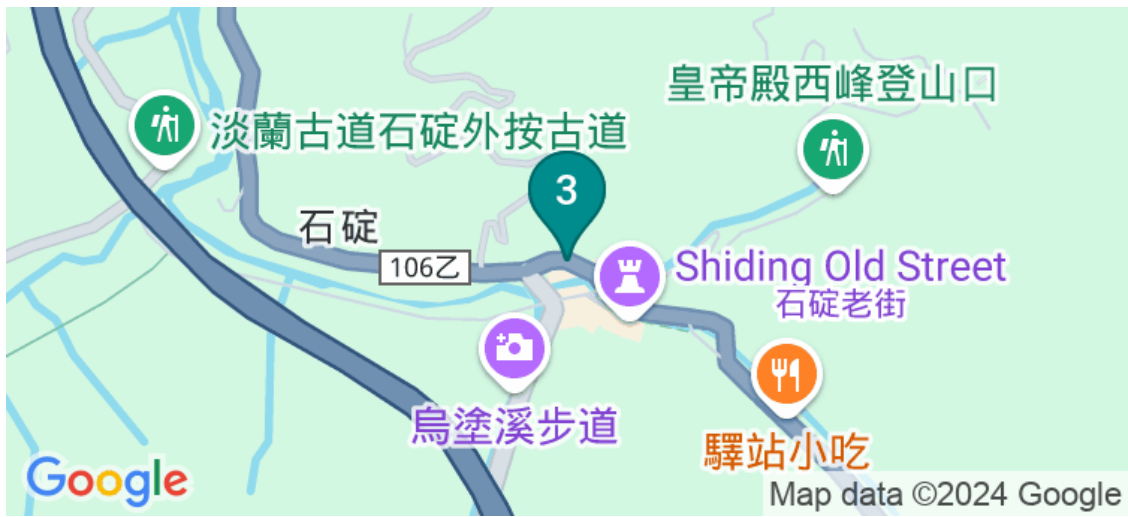 皇帝殿西峰登山口
淡蘭古道石碇外按古道
3
石碇
106乙
Shiding Old Street
石碇老街
烏塗溪步道
驛站小吃
Google
Map data ©2024 Google